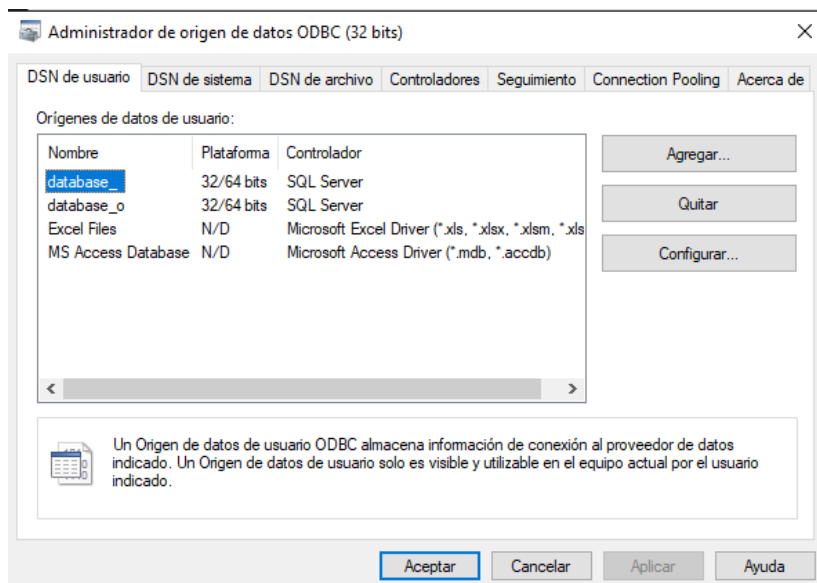 Administrador de origen de datos ODBC (32 bits)
DSN de usuario DSN de sistema DSN de archivo Controladores Seguimiento Connection Pooling Acerca de
Orígenes de datos de usuario:
Nombre Plataforma Controlador
database_ 32/64 bits SQL Server
database_o 32/64 bits SQL Server
Excel Files N/D Microsoft Excel Driver (*.xls, *.xlsx, *.xlsm, *.xls
MS Access Database N/D Microsoft Access Driver (*.mdb, *.accdb)
Agregar...
Quitar
Configurar...
Un Origen de datos de usuario ODBC almacena información de conexión al proveedor de datos
indicado. Un Origen de datos de usuario solo es visible y utilizable en el equipo actual por el usuario
indicado.
Aceptar Cancelar Aplicar Ayuda